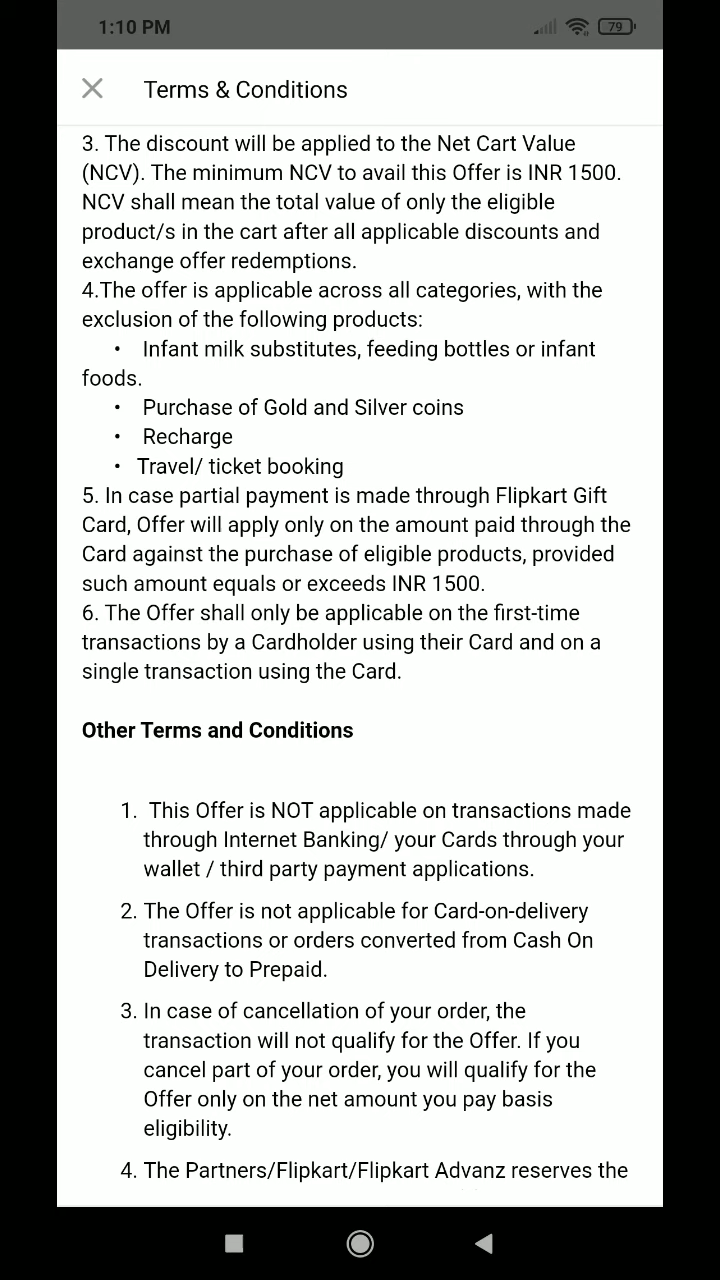 1:10 PM
79
Terms & Conditions
3. The discount will be applied to the Net Cart Value
(NCV). The minimum NCV to avail this Offer is INR 1500.
NCV shall mean the total value of only the eligible
product/s in the cart after all applicable discounts and
exchange offer redemptions.
4.The offer is applicable across all categories, with the
exclusion of the following products:
• Infant milk substitutes, feeding bottles or infant
foods.
• Purchase of Gold and Silver coins
• Recharge
• Travel/ ticket booking
5. In case partial payment is made through Flipkart Gift
Card, Offer will apply only on the amount paid through the
Card against the purchase of eligible products, provided
such amount equals or exceeds INR 1500.
6. The Offer shall only be applicable on the first-time
transactions by a Cardholder using their Card and on a
single transaction using the Card.
Other Terms and Conditions
1. This Offer is NOT applicable on transactions made
through Internet Banking/ your Cards through your
wallet / third party payment applications.
2. The Offer is not applicable for Card-on-delivery
transactions or orders converted from Cash On
Delivery to Prepaid.
3. In case of cancellation of your order, the
transaction will not qualify for the Offer. If you
cancel part of your order, you will qualify for the
Offer only on the net amount you pay basis
eligibility.
4. The Partners/Flipkart/Flipkart Advanz reserves the